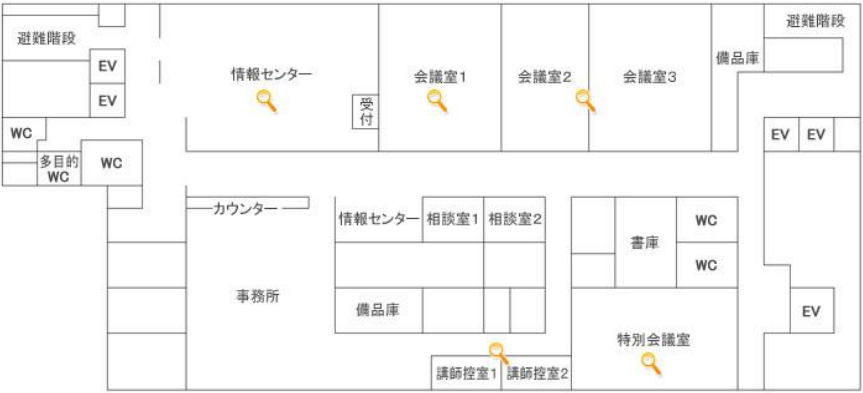 避難階段
避難階段
EV
EV
情報センター
受付
会議室1
会議室2
会議室3
備品庫
WC
多目的
WC
WC
EV
EV
カウンター
情報センター
相談室1
相談室2
書庫
WC
WC
事務所
備品庫
EV
特別会議室
講師控室1
講師控室2